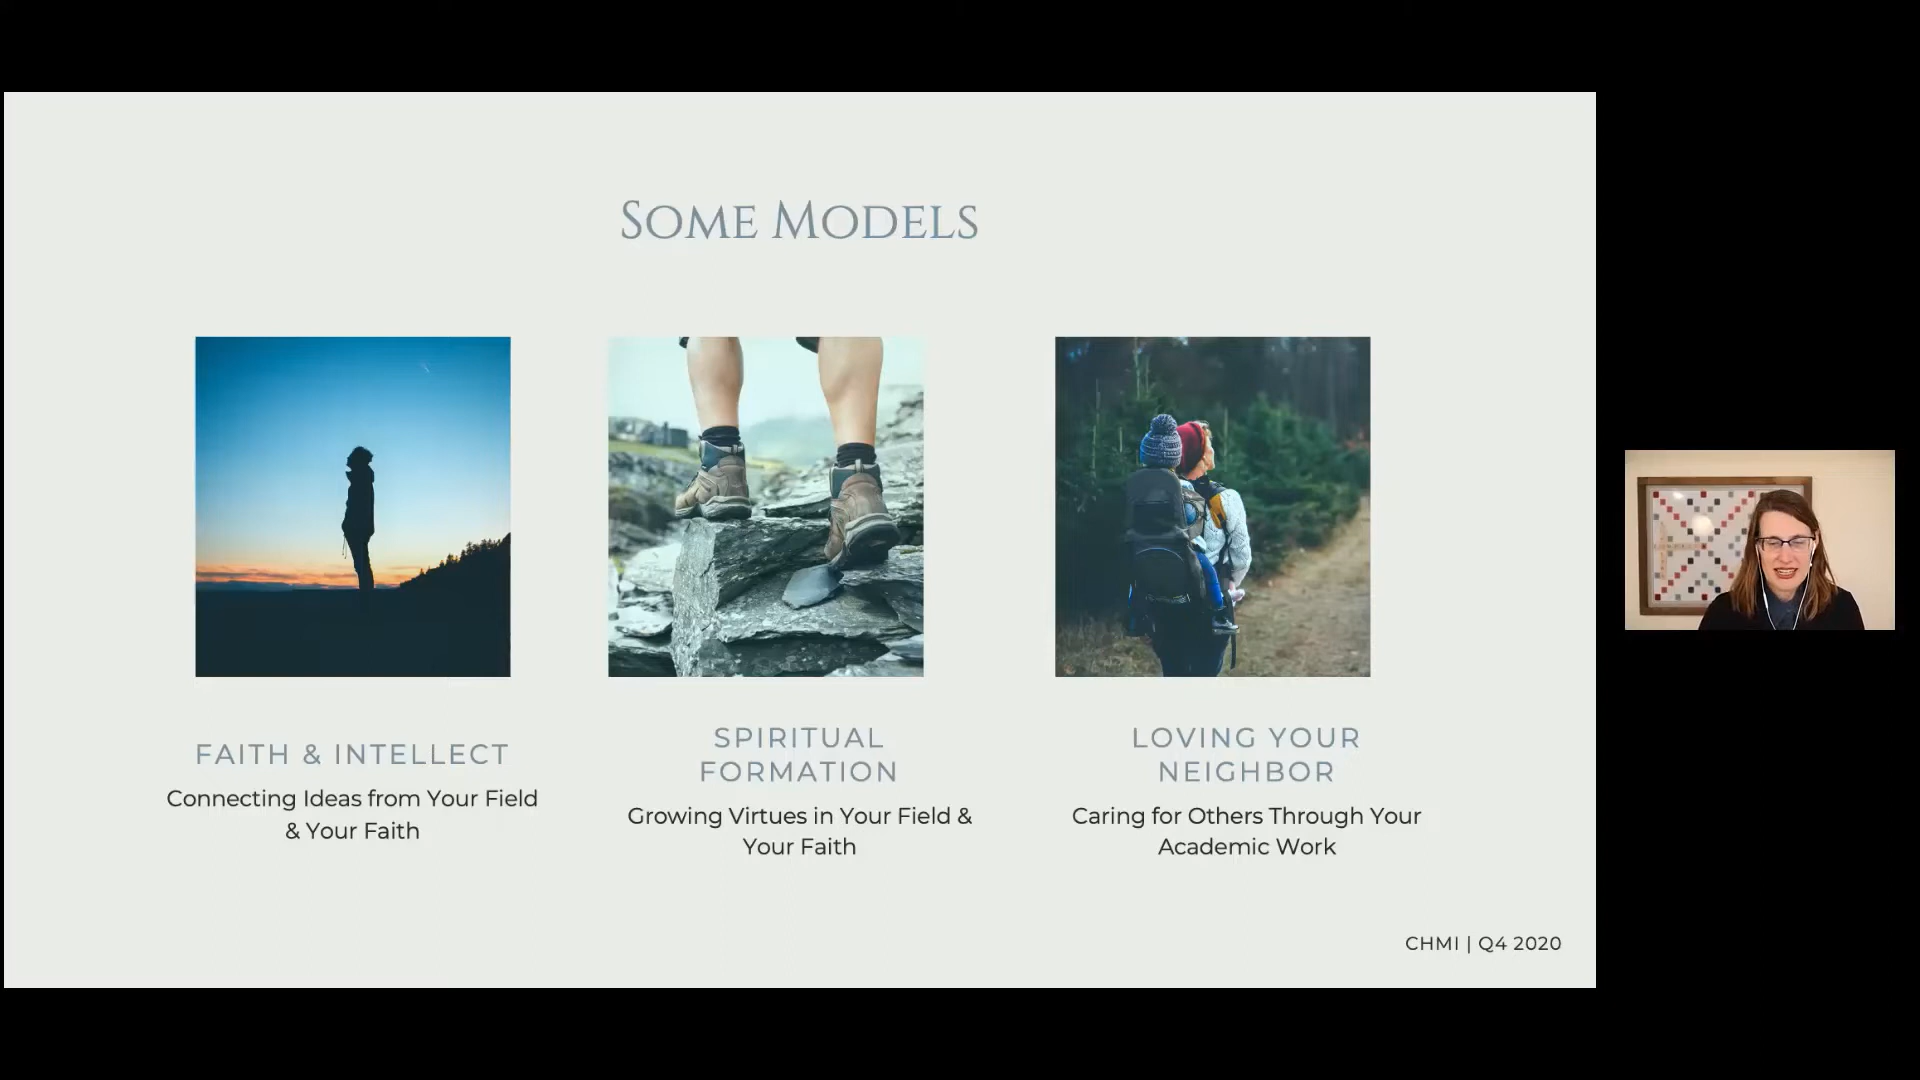 Some Models
FAITH & INTELLECT
Connecting Ideas from Your Field
& Your Faith
SPIRITUAL
FORMATION
Growing Virtues in Your Field &
Your Faith
LOVING YOUR
NEIGHBOR
Caring for Others Through Your
Academic Work
CHMI | Q4 2020